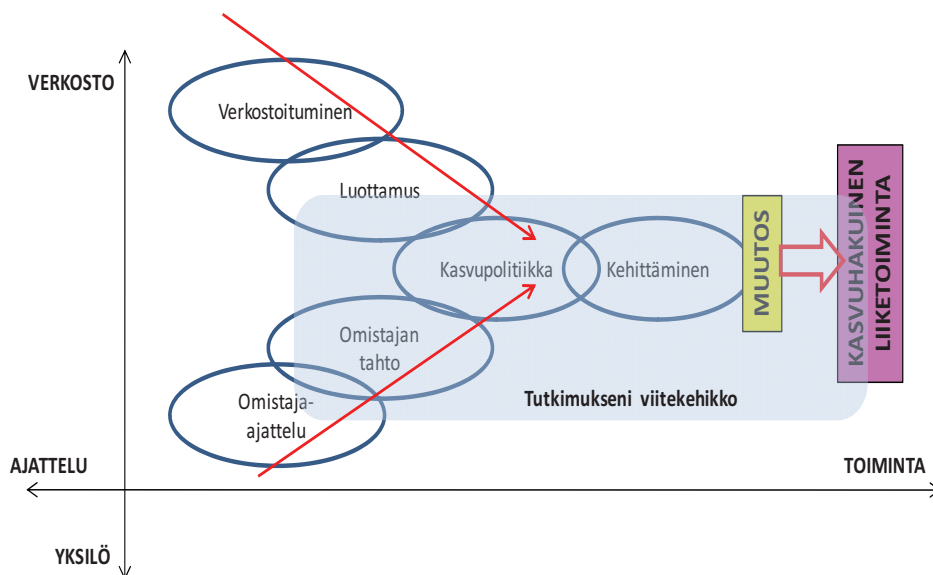 VERKOSTO
Verkostoituminen
Luottamus
Kasvupolitiikka
Kehittäminen
MUUTOS
KASVUHAKUINEN
LIIKETOIMINTA
Omistajan
tahto
Omistaja-
ajattelu
Tutkimukseni viitekehikko
AJATTELU
TOIMINTA
YKSILÖ